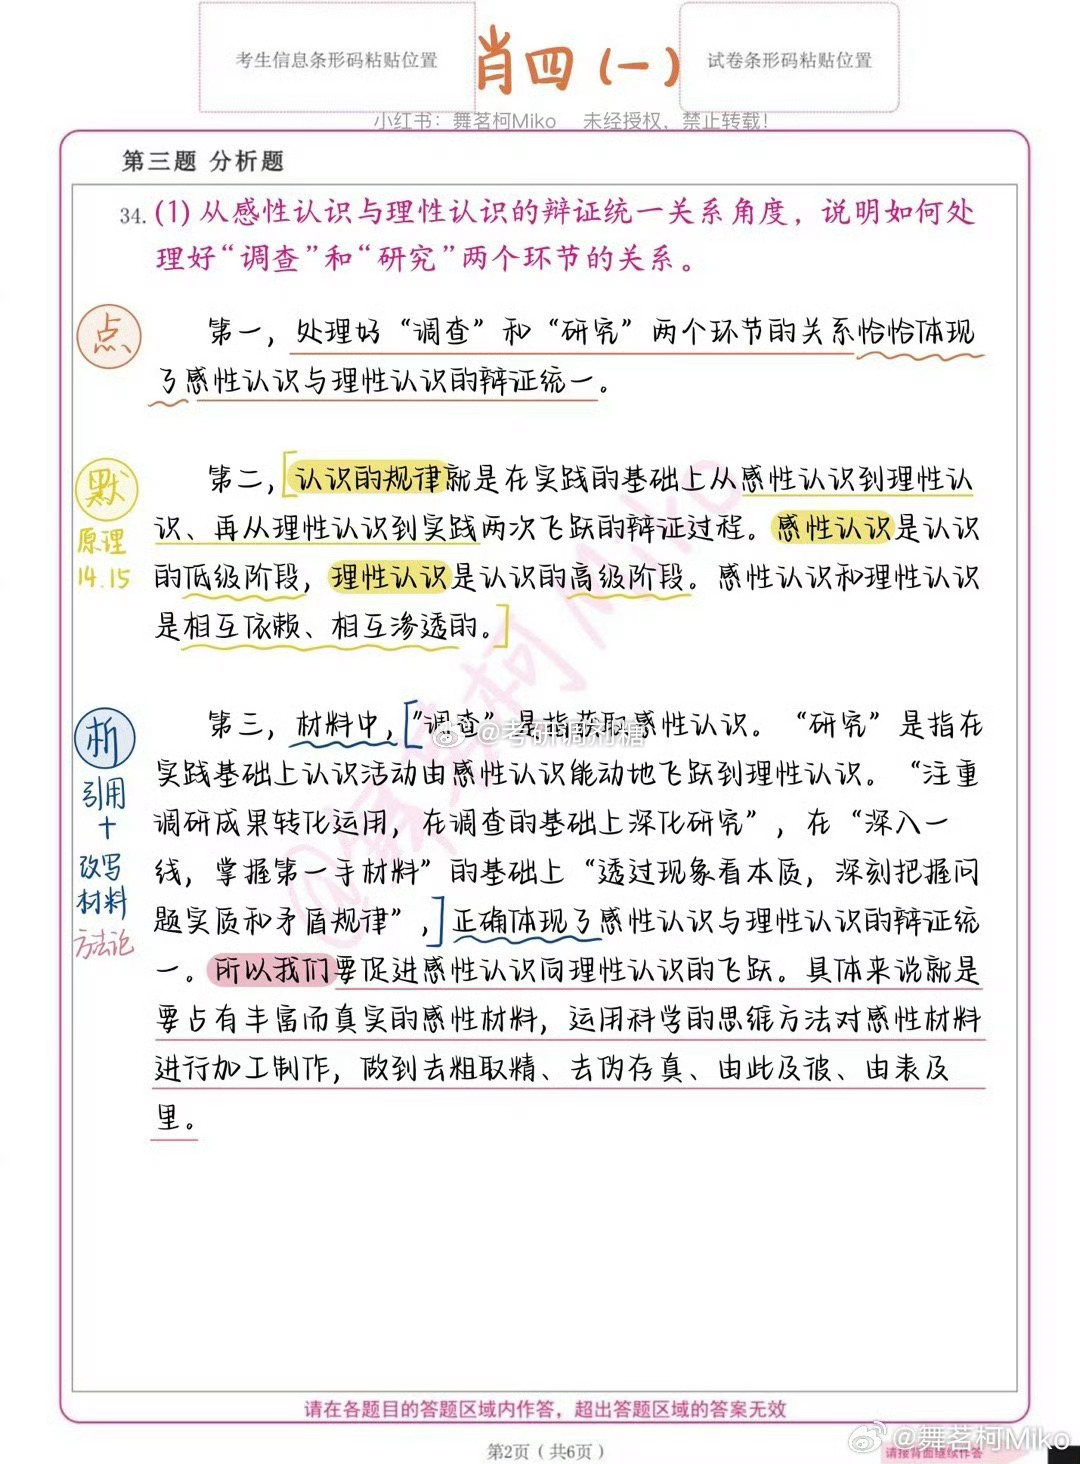 考生信息条形码粘贴位置
肖四（一）
试卷条形码粘贴位置
小红书：舞茗柯Miko 未经授权，禁止转载！
第三题 分析题
34. (1) 从感性认识与理性认识的辩证统一关系角度，说明如何处
理好“调查”和“研究”两个环节的关系。
点
第一，处理好“调查”和“研究”两个环节的关系恰恰体现
了感性认识与理性认识的辩证统一。
默
原理
14.15
第二，[认识的规律就是在实践的基础上从感性认识到理性认
识、再从理性认识到实践两次飞跃的辩证过程。感性认识是认识
的低级阶段，理性认识是认识的高级阶段。感性认识和理性认识
是相互依赖、相互渗透的。]
析
引用
+
改写
材料
方法论
第三，材料中，[“调查”是指获取感性认识。“研究”是指在
实践基础上认识活动由感性认识能动地飞跃到理性认识。“注重
调研成果转化运用，在调查的基础上深化研究”，在“深入一
线，掌握第一手材料”的基础上“透过现象看本质，深刻把握问
题实质和矛盾规律”，]正确体现了感性认识与理性认识的辩证统
一。所以我们要促进感性认识向理性认识的飞跃。具体来说就是
要占有丰富而真实的感性材料，运用科学的思维方法对感性材料
进行加工制作，做到去粗取精、去伪存真、由此及彼、由表及
里。
@考研调剂糖
@舞茗柯Miko
请在各题目的答题区域内作答，超出答题区域的答案无效
第2页（共6页）
@舞茗柯Miko
请按背面继续作答